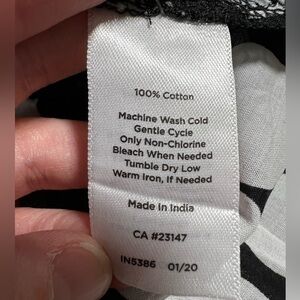 100% Cotton
Machine Wash Cold
Gentle Cycle
Only Non-Chlorine
Bleach When Needed
Tumble Dry Low
Warm Iron, If Needed
Made in India
CA #23147
IN5386 01/20